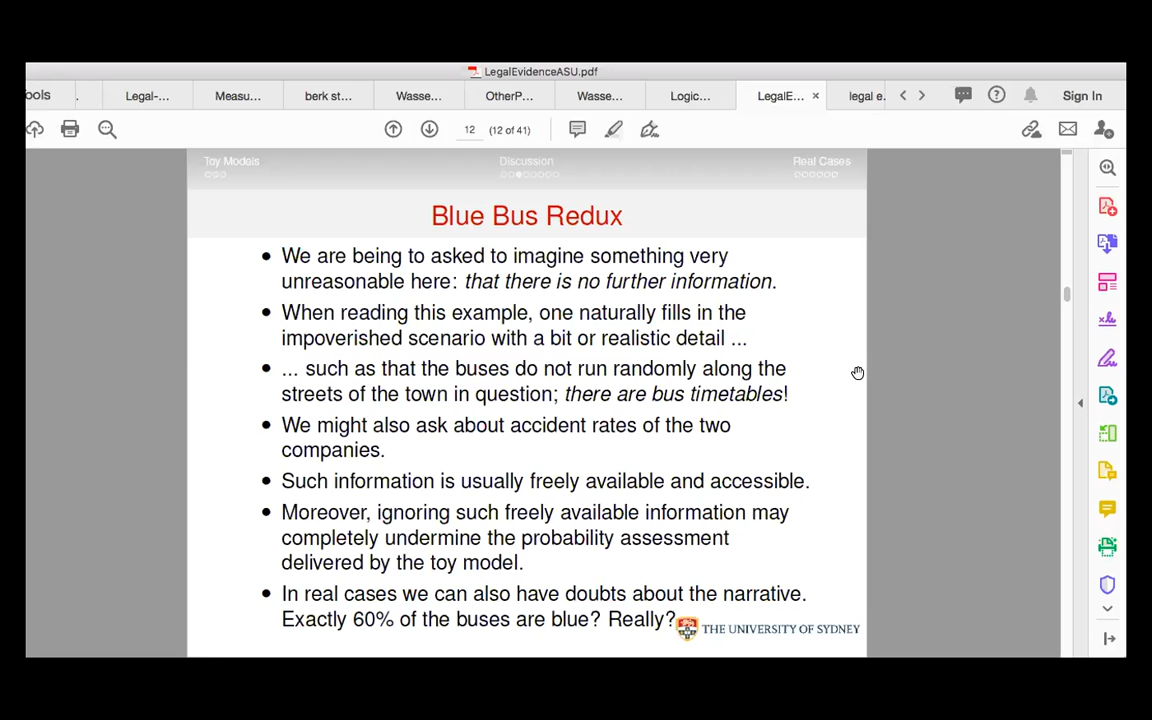 LegalEvidenceASU.pdf
ools . Legal-... Measu... berk st... Wasse... OtherP... Wasse... Logic... LegalE... × legal e. Sign In
12 (12 of 41)
Toy Models Discussion Real Cases
Blue Bus Redux
• We are being to asked to imagine something very
unreasonable here: that there is no further information.
• When reading this example, one naturally fills in the
impoverished scenario with a bit or realistic detail ...
• ... such as that the buses do not run randomly along the
streets of the town in question; there are bus timetables!
• We might also ask about accident rates of the two
companies.
• Such information is usually freely available and accessible.
• Moreover, ignoring such freely available information may
completely undermine the probability assessment
delivered by the toy model.
• In real cases we can also have doubts about the narrative.
Exactly 60% of the buses are blue? Really?
THE UNIVERSITY OF SYDNEY